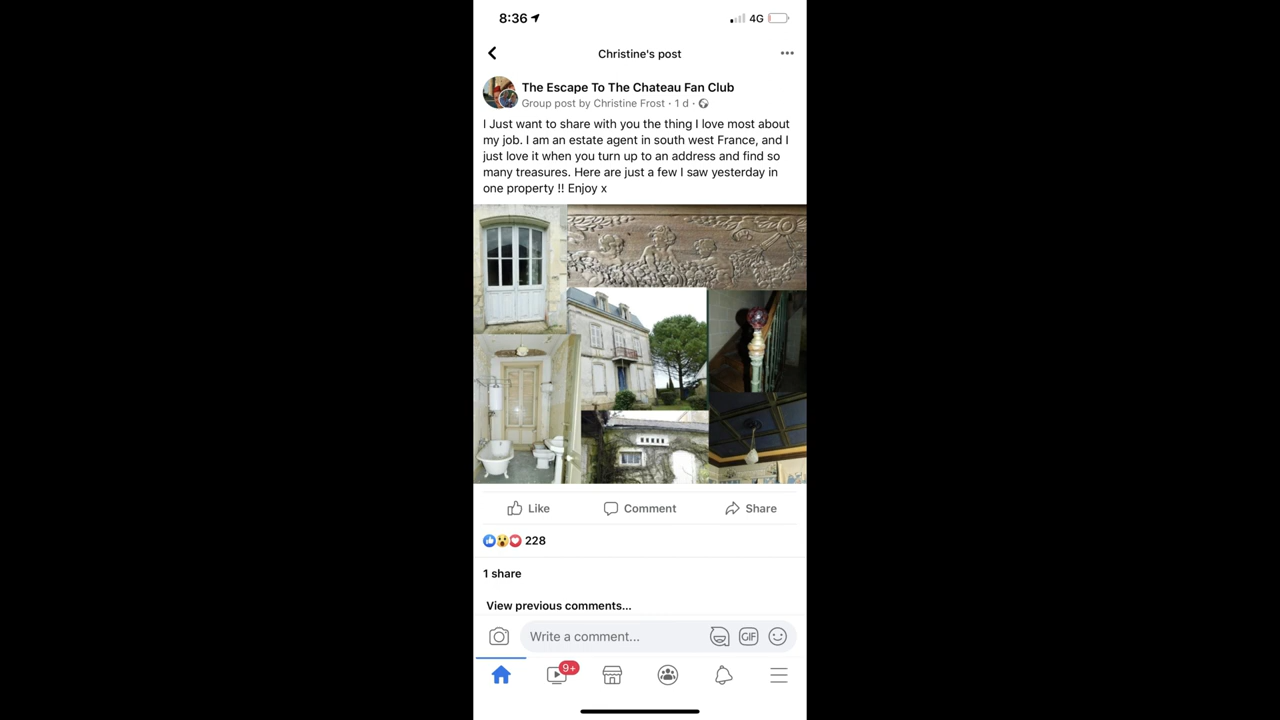 8:36
4G
Christine's post
The Escape To The Chateau Fan Club
Group post by Christine Frost · 1 d ·
I Just want to share with you the thing I love most about
my job. I am an estate agent in south west France, and I
just love it when you turn up to an address and find so
many treasures. Here are just a few I saw yesterday in
one property !! Enjoy x
Like
Comment
Share
228
1 share
View previous comments...
Write a comment...
GIF
9+